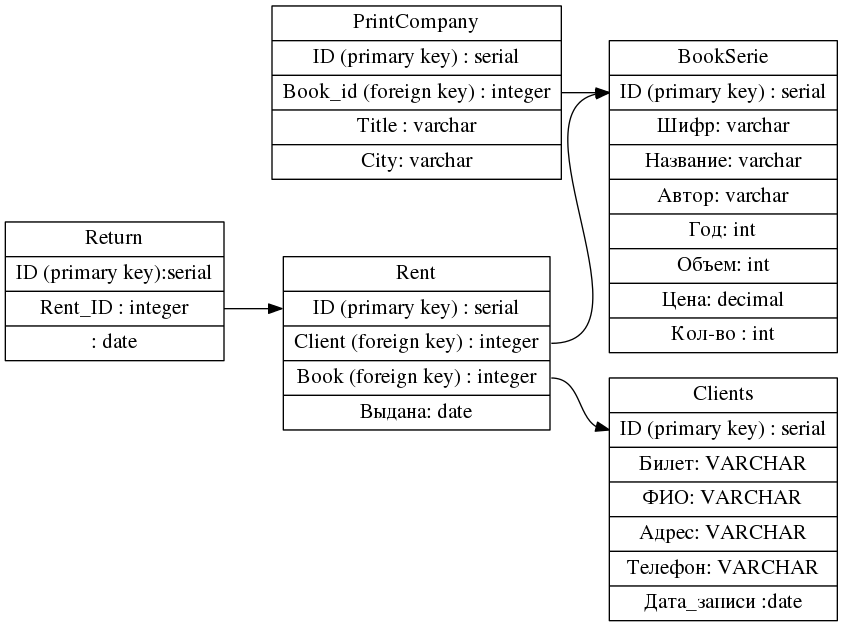 PrintCompany
ID (primary key) : serial
Book_id (foreign key) : integer
Title : varchar
City: varchar
BookSerie
ID (primary key) : serial
Шифр: varchar
Название: varchar
Автор: varchar
Год: int
Объем: int
Цена: decimal
Кол-во : int
Return
ID (primary key):serial
Rent_ID : integer
: date
Rent
ID (primary key) : serial
Client (foreign key) : integer
Book (foreign key) : integer
Выдана: date
Clients
ID (primary key) : serial
Билет: VARCHAR
ФИО: VARCHAR
Адрес: VARCHAR
Телефон: VARCHAR
Дата_записи :date